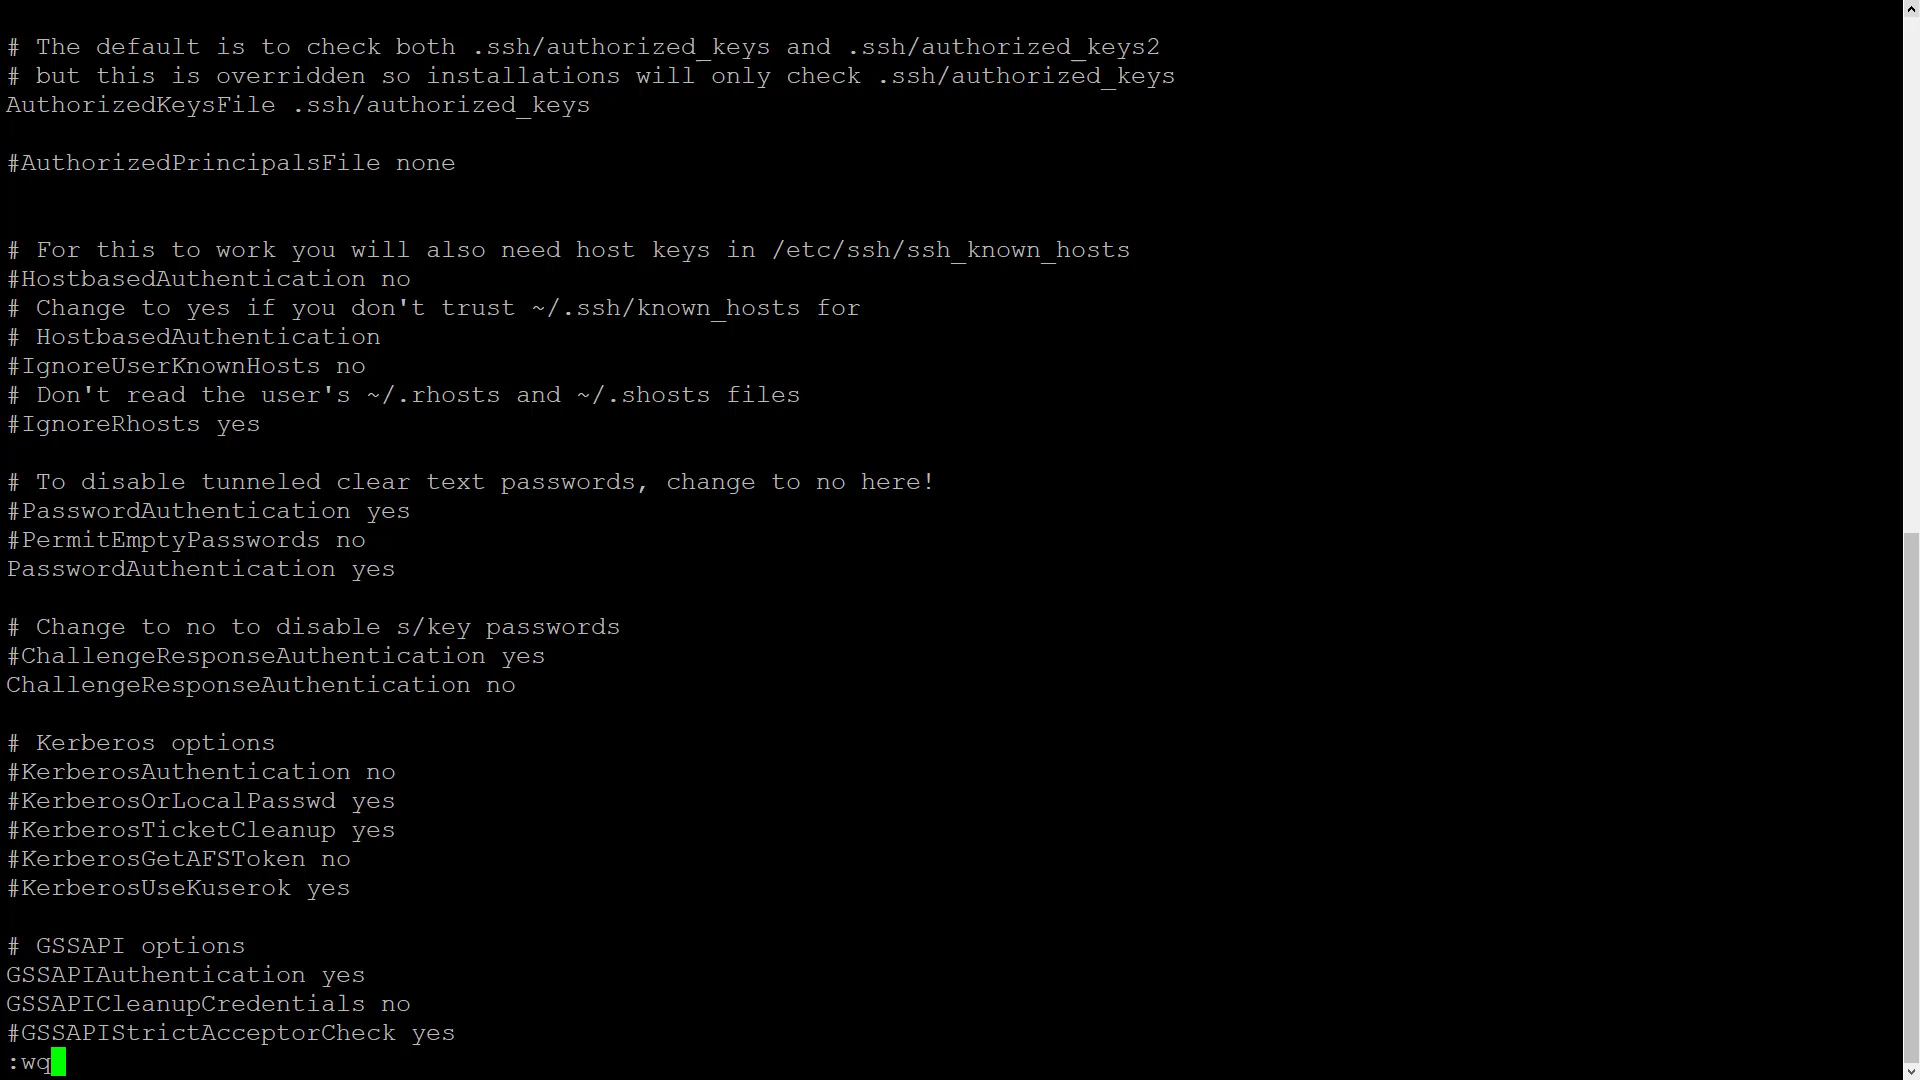 # The default is to check both .ssh/authorized_keys and .ssh/authorized_keys2
# but this is overridden so installations will only check .ssh/authorized_keys
AuthorizedKeysFile .ssh/authorized_keys
#AuthorizedPrincipalsFile none
# For this to work you will also need host keys in /etc/ssh/ssh_known_hosts
#HostbasedAuthentication no
# Change to yes if you don't trust ~/.ssh/known_hosts for
# HostbasedAuthentication
#IgnoreUserKnownHosts no
# Don't read the user's ~/.rhosts and ~/.shosts files
#IgnoreRhosts yes
# To disable tunneled clear text passwords, change to no here!
#PasswordAuthentication yes
#PermitEmptyPasswords no
PasswordAuthentication yes
# Change to no to disable s/key passwords
#ChallengeResponseAuthentication yes
ChallengeResponseAuthentication no
# Kerberos options
#KerberosAuthentication no
#KerberosOrLocalPasswd yes
#KerberosTicketCleanup yes
#KerberosGetAFSToken no
#KerberosUseKuserok yes
# GSSAPI options
GSSAPIAuthentication yes
GSSAPICleanupCredentials no
#GSSAPIStrictAcceptorCheck yes
:wq